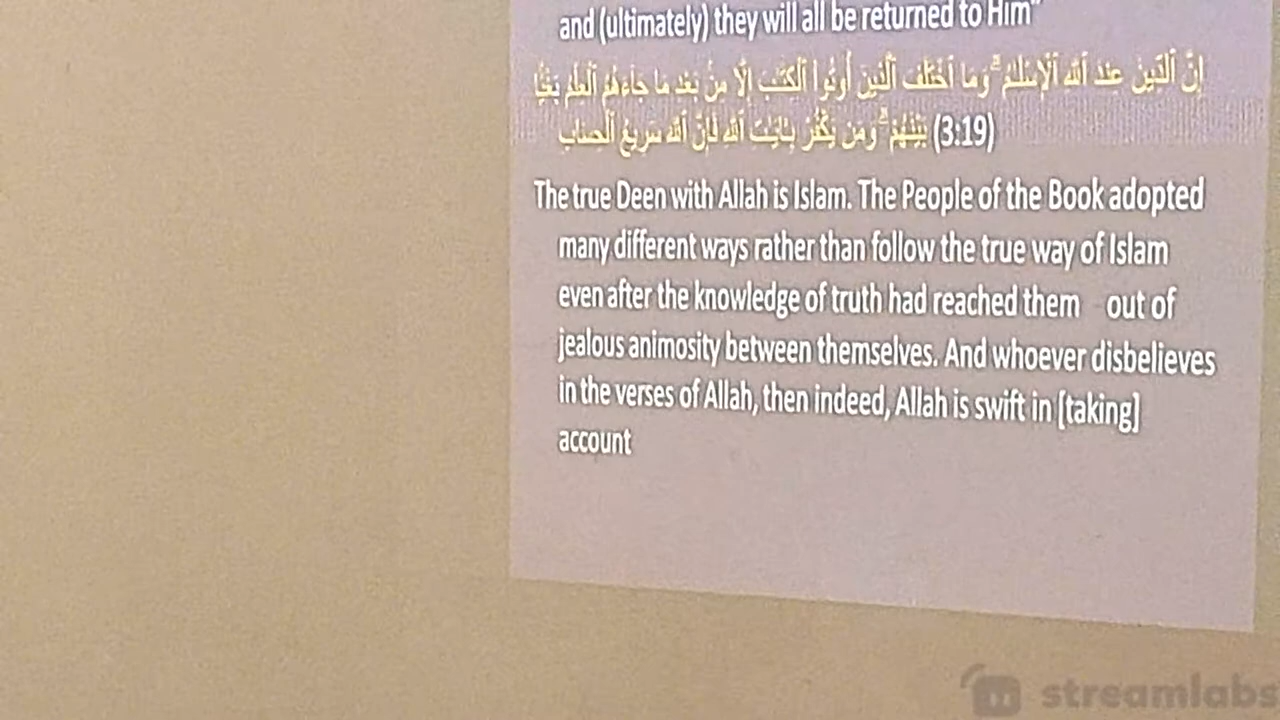 and (ultimately) they will all be returned to Him"
إِنَّ ٱلدِّينَ عِندَ ٱللَّهِ ٱلْإِسْلَٰمُ ۗ وَمَا ٱخْتَلَفَ ٱلَّذِينَ أُوتُوا۟ ٱلْكِتَٰبَ إِلَّا مِنۢ بَعْدِ مَا جَآءَهُمُ ٱلْعِلْمُ بَغْيًۢا
بَيْنَهُمْ ۗ وَمَن يَكْفُرْ بِـَٔايَٰتِ ٱللَّهِ فَإِنَّ ٱللَّهَ سَرِيعُ ٱلْحِسَابِ (3:19)
The true Deen with Allah is Islam. The People of the Book adopted
many different ways rather than follow the true way of Islam
even after the knowledge of truth had reached them out of
jealous animosity between themselves. And whoever disbelieves
in the verses of Allah, then indeed, Allah is swift in [taking]
account
streamlabs